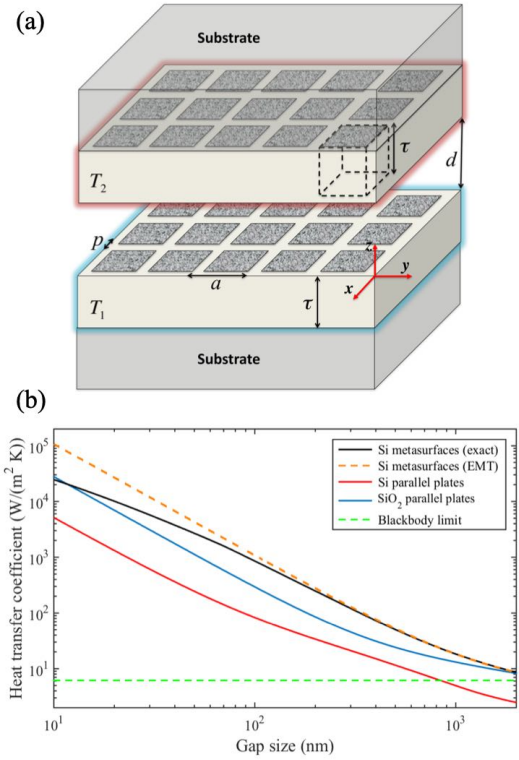 (a)
Substrate
T₂
τ
d
p
a
T₁
τ
z
y
x
Substrate
(b)
Heat transfer coefficient (W/(m² K))
10⁵
10⁴
10³
10²
10¹
Si metasurfaces (exact)
Si metasurfaces (EMT)
Si parallel plates
SiO₂ parallel plates
Blackbody limit
10¹ 10² 10³
Gap size (nm)